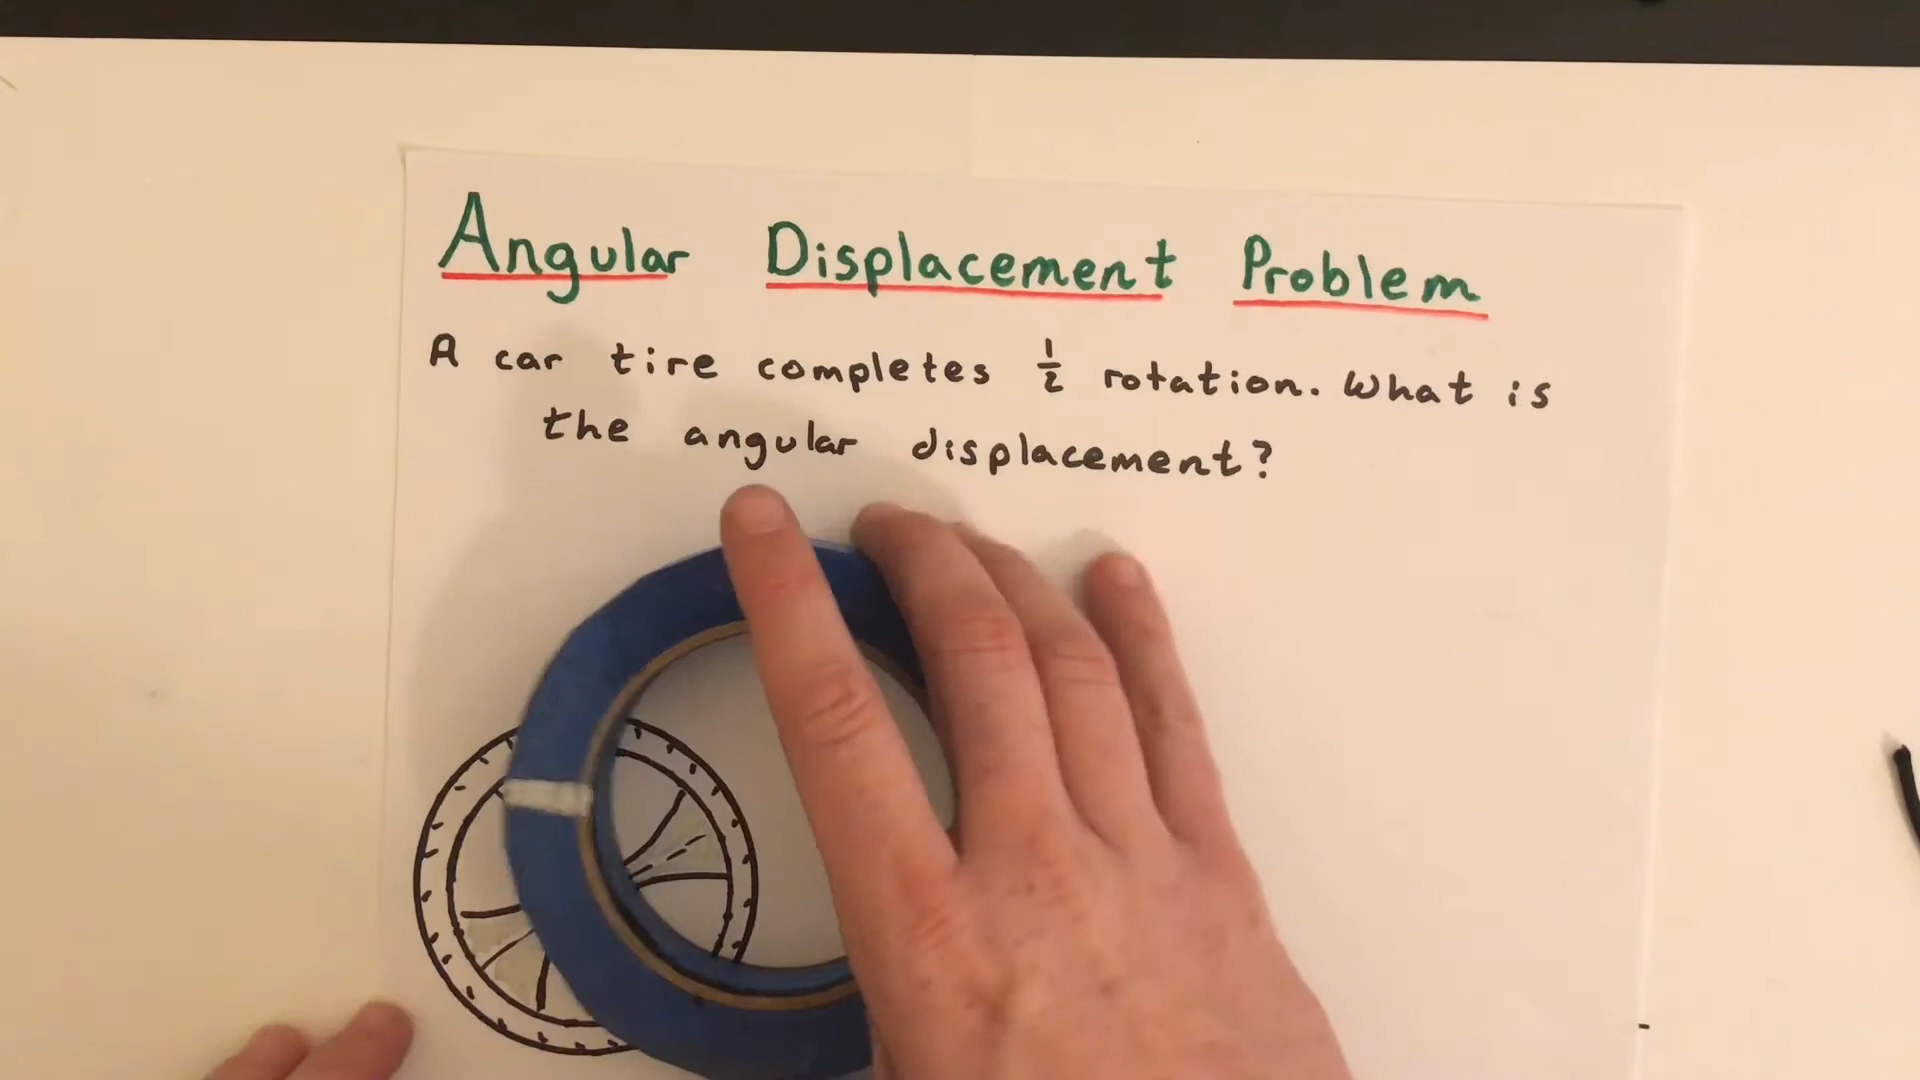 Angular Displacement Problem
A car tire completes 1/2 rotation. What is
the angular displacement?